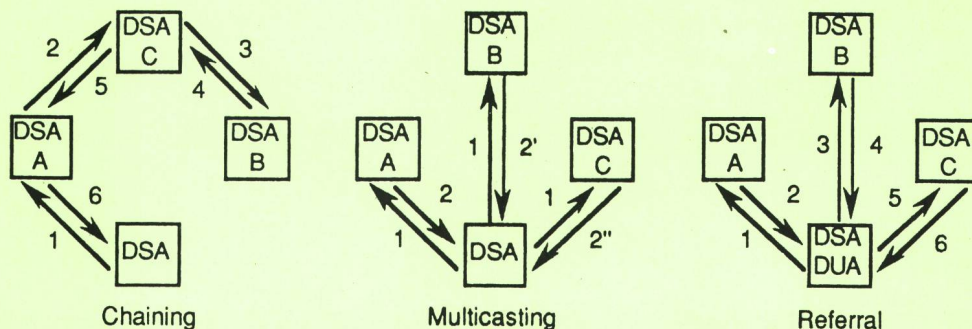 DSA
C
2
5
3
4
DSA
A
DSA
B
6
1
DSA
Chaining
DSA
B
DSA
A
DSA
C
1
2'
2
1
1
2"
DSA
Multicasting
DSA
B
DSA
A
DSA
C
3
4
2
5
1
6
DSA
DUA
Referral